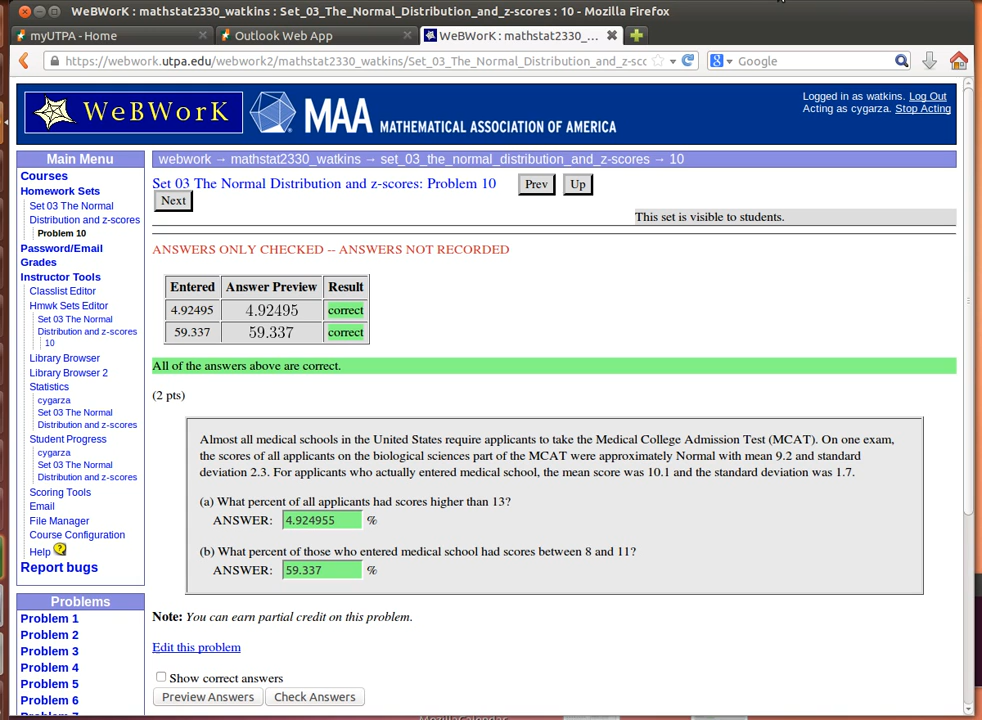 WeBWorK : mathstat2330_watkins : Set_03_The_Normal_Distribution_and_z-scores : 10 - Mozilla Firefox
myUTPA - Home
Outlook Web App
WeBWorK : mathstat2330_...
https://webwork.utpa.edu/webwork2/mathstat2330_watkins/Set_03_The_Normal_Distribution_and_z-sco
Google
WeBWorK
MAA MATHEMATICAL ASSOCIATION OF AMERICA
Logged in as watkins. Log Out
Acting as cygarza. Stop Acting
Main Menu
Courses
Homework Sets
Set 03 The Normal
Distribution and z-scores
Problem 10
Password/Email
Grades
Instructor Tools
Classlist Editor
Hmwk Sets Editor
Set 03 The Normal
Distribution and z-scores
10
Library Browser
Library Browser 2
Statistics
cygarza
Set 03 The Normal
Distribution and z-scores
Student Progress
cygarza
Set 03 The Normal
Distribution and z-scores
Scoring Tools
Email
File Manager
Course Configuration
Help ?
Report bugs
Problems
Problem 1
Problem 2
Problem 3
Problem 4
Problem 5
Problem 6
webwork → mathstat2330_watkins → set_03_the_normal_distribution_and_z-scores → 10
Set 03 The Normal Distribution and z-scores: Problem 10
Prev
Up
Next
This set is visible to students.
ANSWERS ONLY CHECKED -- ANSWERS NOT RECORDED
Entered Answer Preview Result
4.92495 4.92495 correct
59.337 59.337 correct
All of the answers above are correct.
(2 pts)
Almost all medical schools in the United States require applicants to take the Medical College Admission Test (MCAT). On one exam,
the scores of all applicants on the biological sciences part of the MCAT were approximately Normal with mean 9.2 and standard
deviation 2.3. For applicants who actually entered medical school, the mean score was 10.1 and the standard deviation was 1.7.
(a) What percent of all applicants had scores higher than 13?
ANSWER: 4.924955 %
(b) What percent of those who entered medical school had scores between 8 and 11?
ANSWER: 59.337 %
Note: You can earn partial credit on this problem.
Edit this problem
Show correct answers
Preview Answers
Check Answers